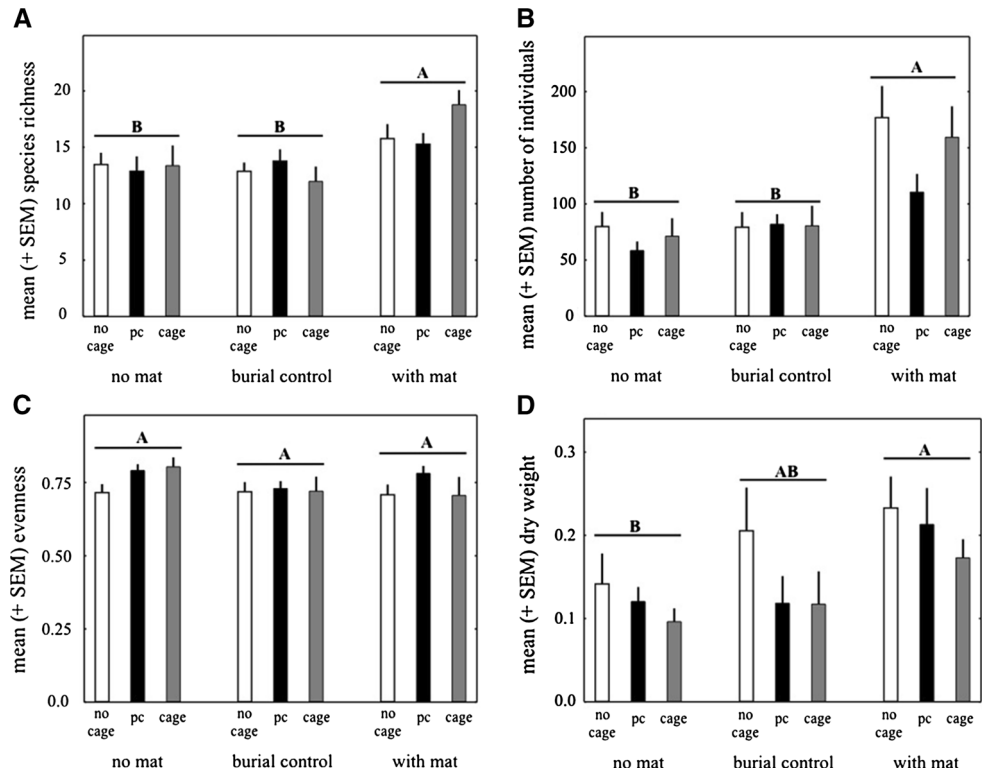 A
mean (+ SEM) species richness
20
15
10
5
0
B
B
A
no cage
pc
cage
no cage
pc
cage
no cage
pc
cage
no mat
burial control
with mat
B
mean (+ SEM) number of individuals
200
150
100
50
0
B
B
A
no cage
pc
cage
no cage
pc
cage
no cage
pc
cage
no mat
burial control
with mat
C
mean (+ SEM) evenness
0.75
0.50
0.25
0.0
A
A
A
no cage
pc
cage
no cage
pc
cage
no cage
pc
cage
no mat
burial control
with mat
D
mean (+ SEM) dry weight
0.3
0.2
0.1
0.0
B
AB
A
no cage
pc
cage
no cage
pc
cage
no cage
pc
cage
no mat
burial control
with mat